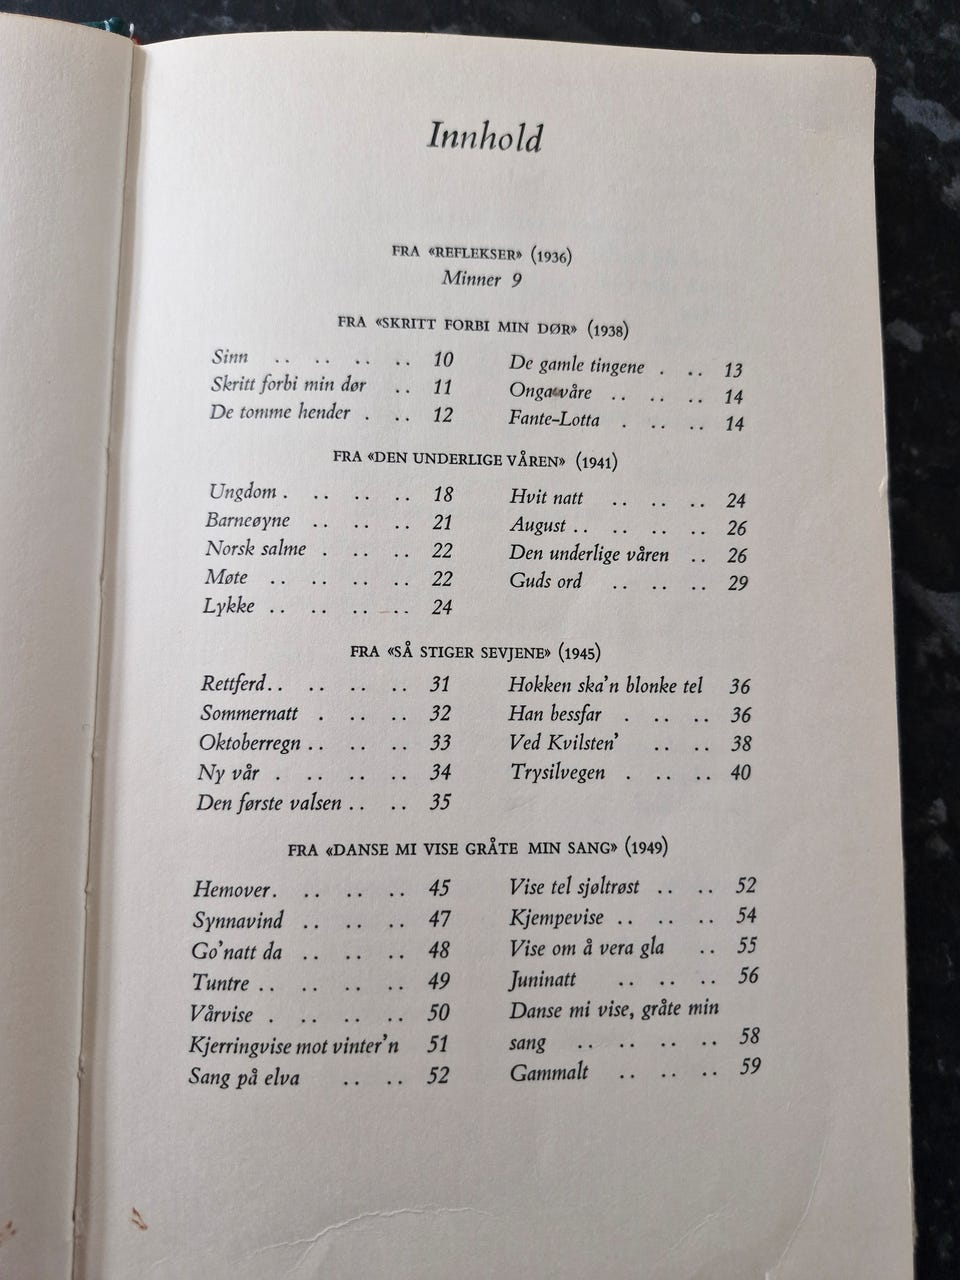 Innhold
FRA «REFLEKSER» (1936)
Minner 9
FRA «SKRITT FORBI MIN DØR» (1938)
Sinn .. .. .. .. 10
Skritt forbi min dør .. 11
De tomme hender . .. 12
De gamle tingene . .. 13
Onga våre .. .. .. 14
Fante-Lotta . .. .. 14
FRA «DEN UNDERLIGE VÅREN» (1941)
Ungdom . .. .. .. 18
Barneøyne .. .. .. 21
Norsk salme . .. .. 22
Møte .. .. .. .. 22
Lykke .. .. .. .. 24
Hvit natt .. .. .. 24
August .. .. .. .. 26
Den underlige våren .. 26
Guds ord .. .. .. 29
FRA «SÅ STIGER SEVJENE» (1945)
Rettferd .. .. .. .. 31
Sommernatt . .. .. 32
Oktoberregn .. .. .. 33
Ny vår . .. .. .. 34
Den første valsen .. .. 35
Hokken ska'n blonke tel 36
Han bessfar . .. .. 36
Ved Kvilsten' .. .. 38
Trysilvegen . .. .. 40
FRA «DANSE MI VISE GRÅTE MIN SANG» (1949)
Hemover . .. .. .. 45
Synnavind .. .. .. 47
Go'natt da .. .. .. 48
Tuntre .. .. .. .. 49
Vårvise . .. .. .. 50
Kjerringvise mot vinter'n 51
Sang på elva .. .. 52
Vise tel sjøltrøst .. .. 52
Kjempevise .. .. .. 54
Vise om å vera gla .. 55
Juninatt .. .. .. 56
Danse mi vise, gråte min
sang .. .. .. .. 58
Gammalt .. .. .. 59